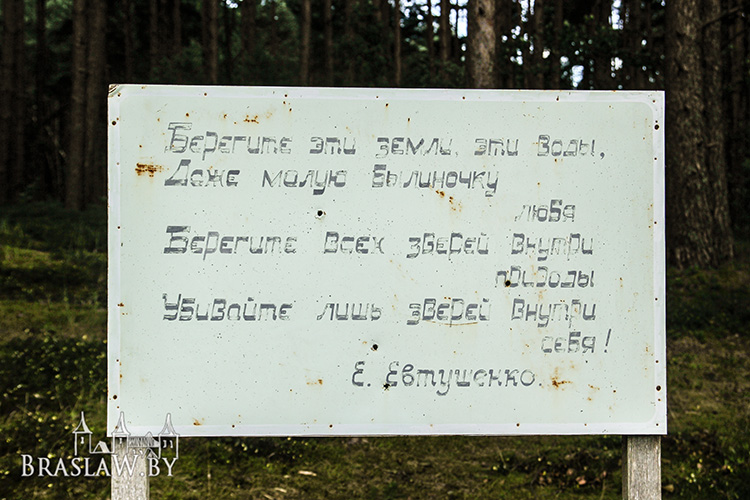 Берегите эти земли, эти воды,
Даже малую былиночку
любя
Берегите всех зверей внутри
природы
Убивайте лишь зверей внутри
себя!
Е. Евтушенко.
BRASLAW.BY